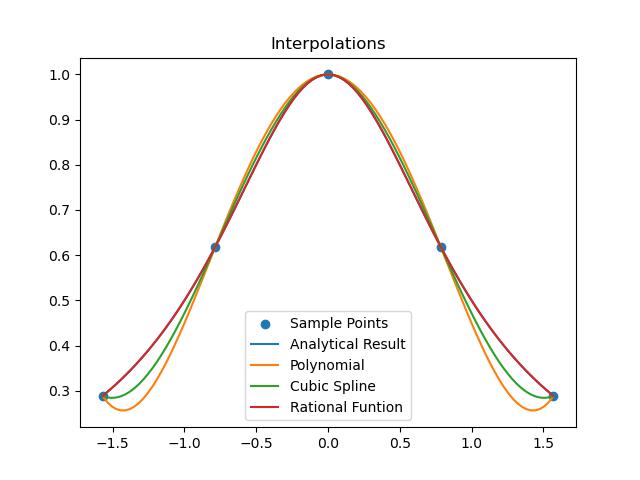 Interpolations
1.0
0.9
0.8
0.7
0.6
0.5
0.4
0.3
Sample Points
Analytical Result
Polynomial
Cubic Spline
Rational Funtion
−1.5 −1.0 −0.5 0.0 0.5 1.0 1.5